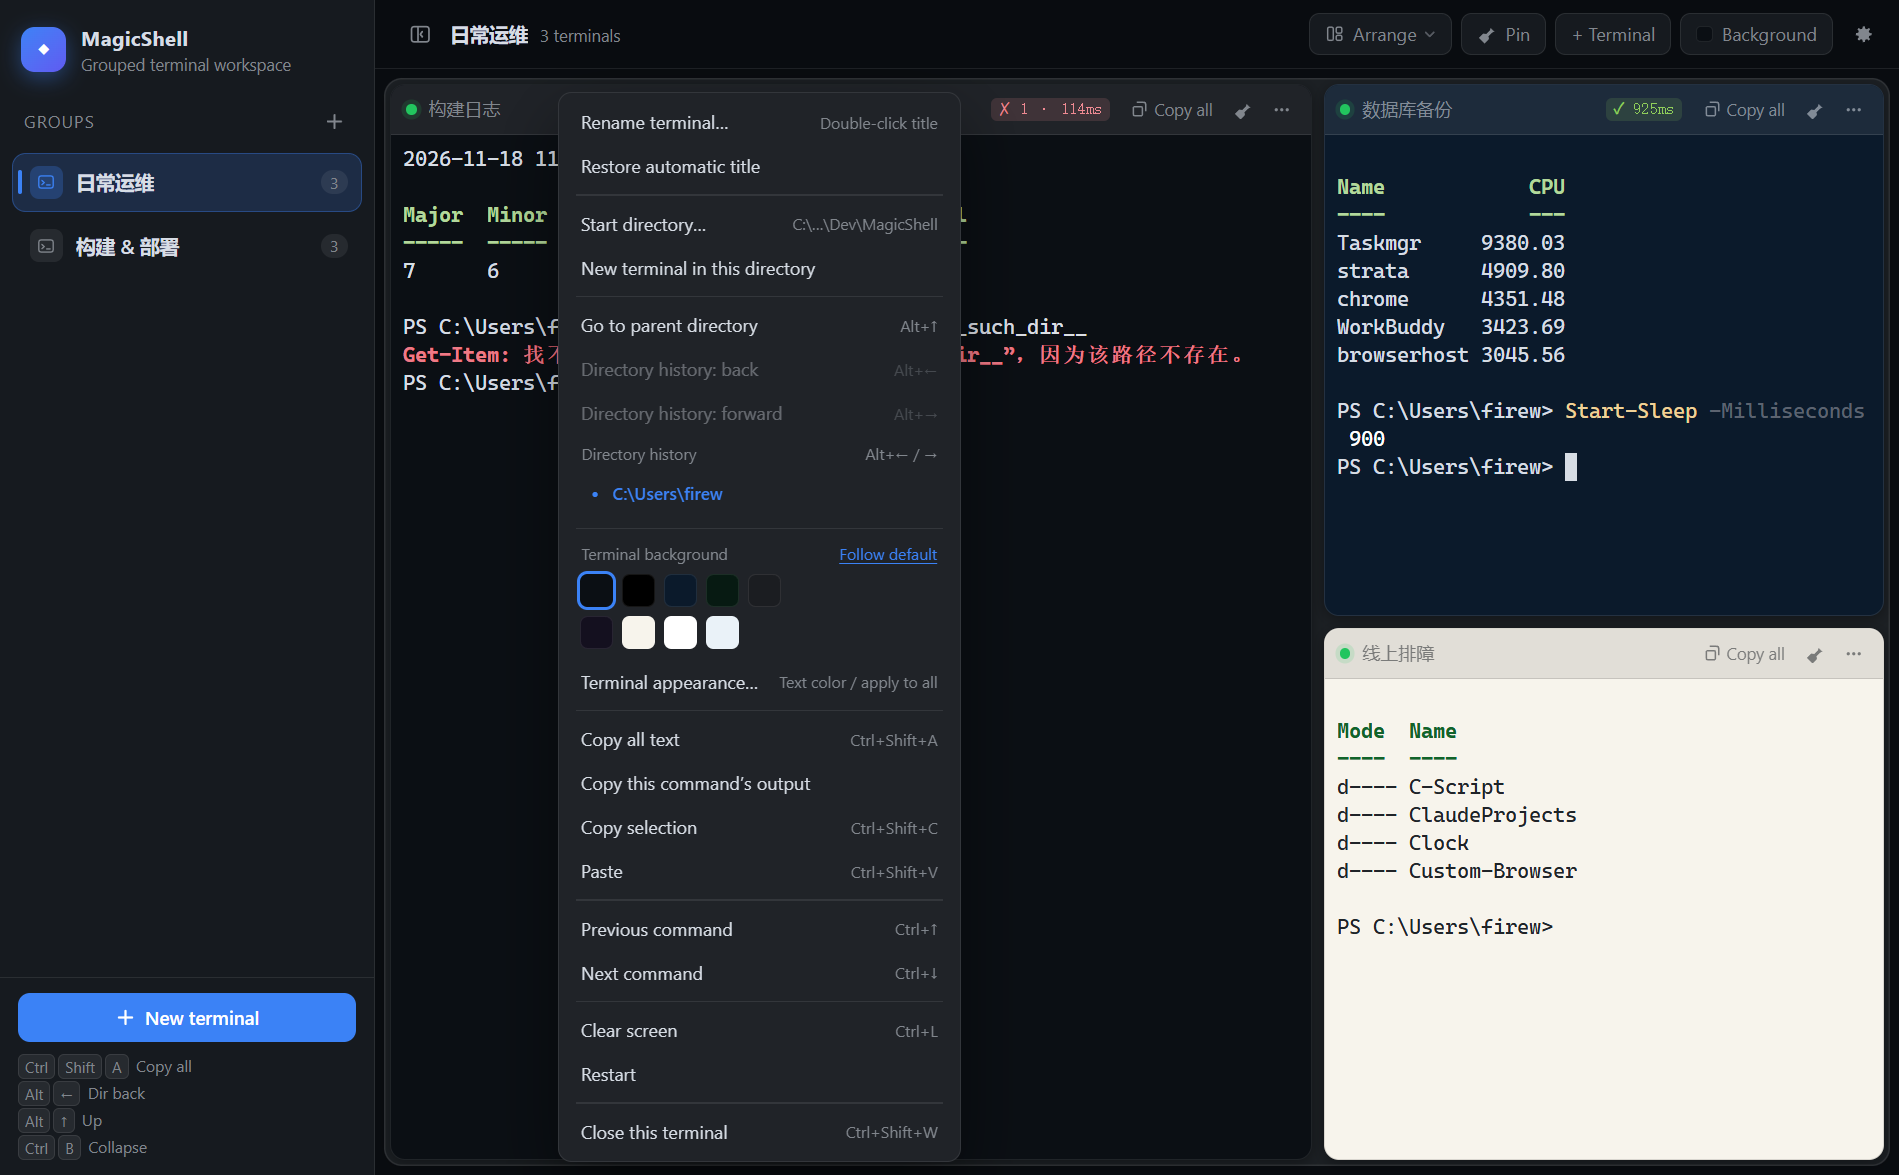 MagicShell
Grouped terminal workspace
GROUPS
日常运维
3
构建 & 部署
3
New terminal
Ctrl Shift A Copy all
Alt ← Dir back
Alt ↑ Up
Ctrl B Collapse
日常运维 3 terminals
Arrange
Pin
+ Terminal
Background
构建日志
✗ 1 · 114ms
Copy all
2026-11-18 11
Major Minor
----- -----
7 6
PS C:\Users\f
_such_dir__
Get-Item: 找不
ir__”，因为该路径不存在。
PS C:\Users\f
Rename terminal... Double-click title
Restore automatic title
Start directory... C:\...\Dev\MagicShell
New terminal in this directory
Go to parent directory Alt+↑
Directory history: back Alt+←
Directory history: forward Alt+→
Directory history Alt+← / →
• C:\Users\firew
Terminal background Follow default
Terminal appearance... Text color / apply to all
Copy all text Ctrl+Shift+A
Copy this command’s output
Copy selection Ctrl+Shift+C
Paste Ctrl+Shift+V
Previous command Ctrl+↑
Next command Ctrl+↓
Clear screen Ctrl+L
Restart
Close this terminal Ctrl+Shift+W
数据库备份
✓ 925ms
Copy all
Name CPU
---- ---
Taskmgr 9380.03
strata 4909.80
chrome 4351.48
WorkBuddy 3423.69
browserhost 3045.56
PS C:\Users\firew> Start-Sleep -Milliseconds
900
PS C:\Users\firew>
线上排障
Copy all
Mode Name
---- ----
d---- C-Script
d---- ClaudeProjects
d---- Clock
d---- Custom-Browser
PS C:\Users\firew>